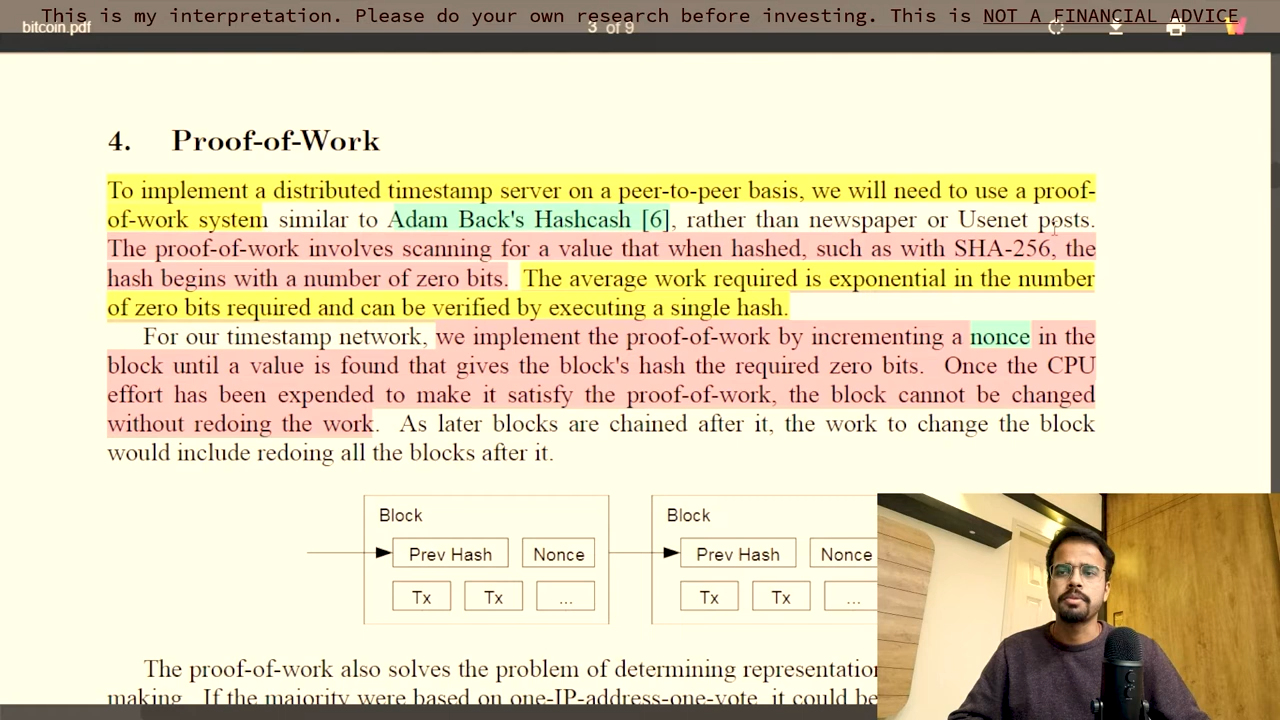 This is my interpretation. Please do your own research before investing. This is NOT A FINANCIAL ADVICE
bitcoin.pdf
3 of 9
4. Proof-of-Work
To implement a distributed timestamp server on a peer-to-peer basis, we will need to use a proof-
of-work system similar to Adam Back's Hashcash [6], rather than newspaper or Usenet posts.
The proof-of-work involves scanning for a value that when hashed, such as with SHA-256, the
hash begins with a number of zero bits. The average work required is exponential in the number
of zero bits required and can be verified by executing a single hash.
For our timestamp network, we implement the proof-of-work by incrementing a nonce in the
block until a value is found that gives the block's hash the required zero bits. Once the CPU
effort has been expended to make it satisfy the proof-of-work, the block cannot be changed
without redoing the work. As later blocks are chained after it, the work to change the block
would include redoing all the blocks after it.
Block
Prev Hash
Nonce
Tx
Tx
...
Block
Prev Hash
Nonce
Tx
Tx
...
The proof-of-work also solves the problem of determining representation
making. If the majority were based on one-IP-address-one-vote, it could be